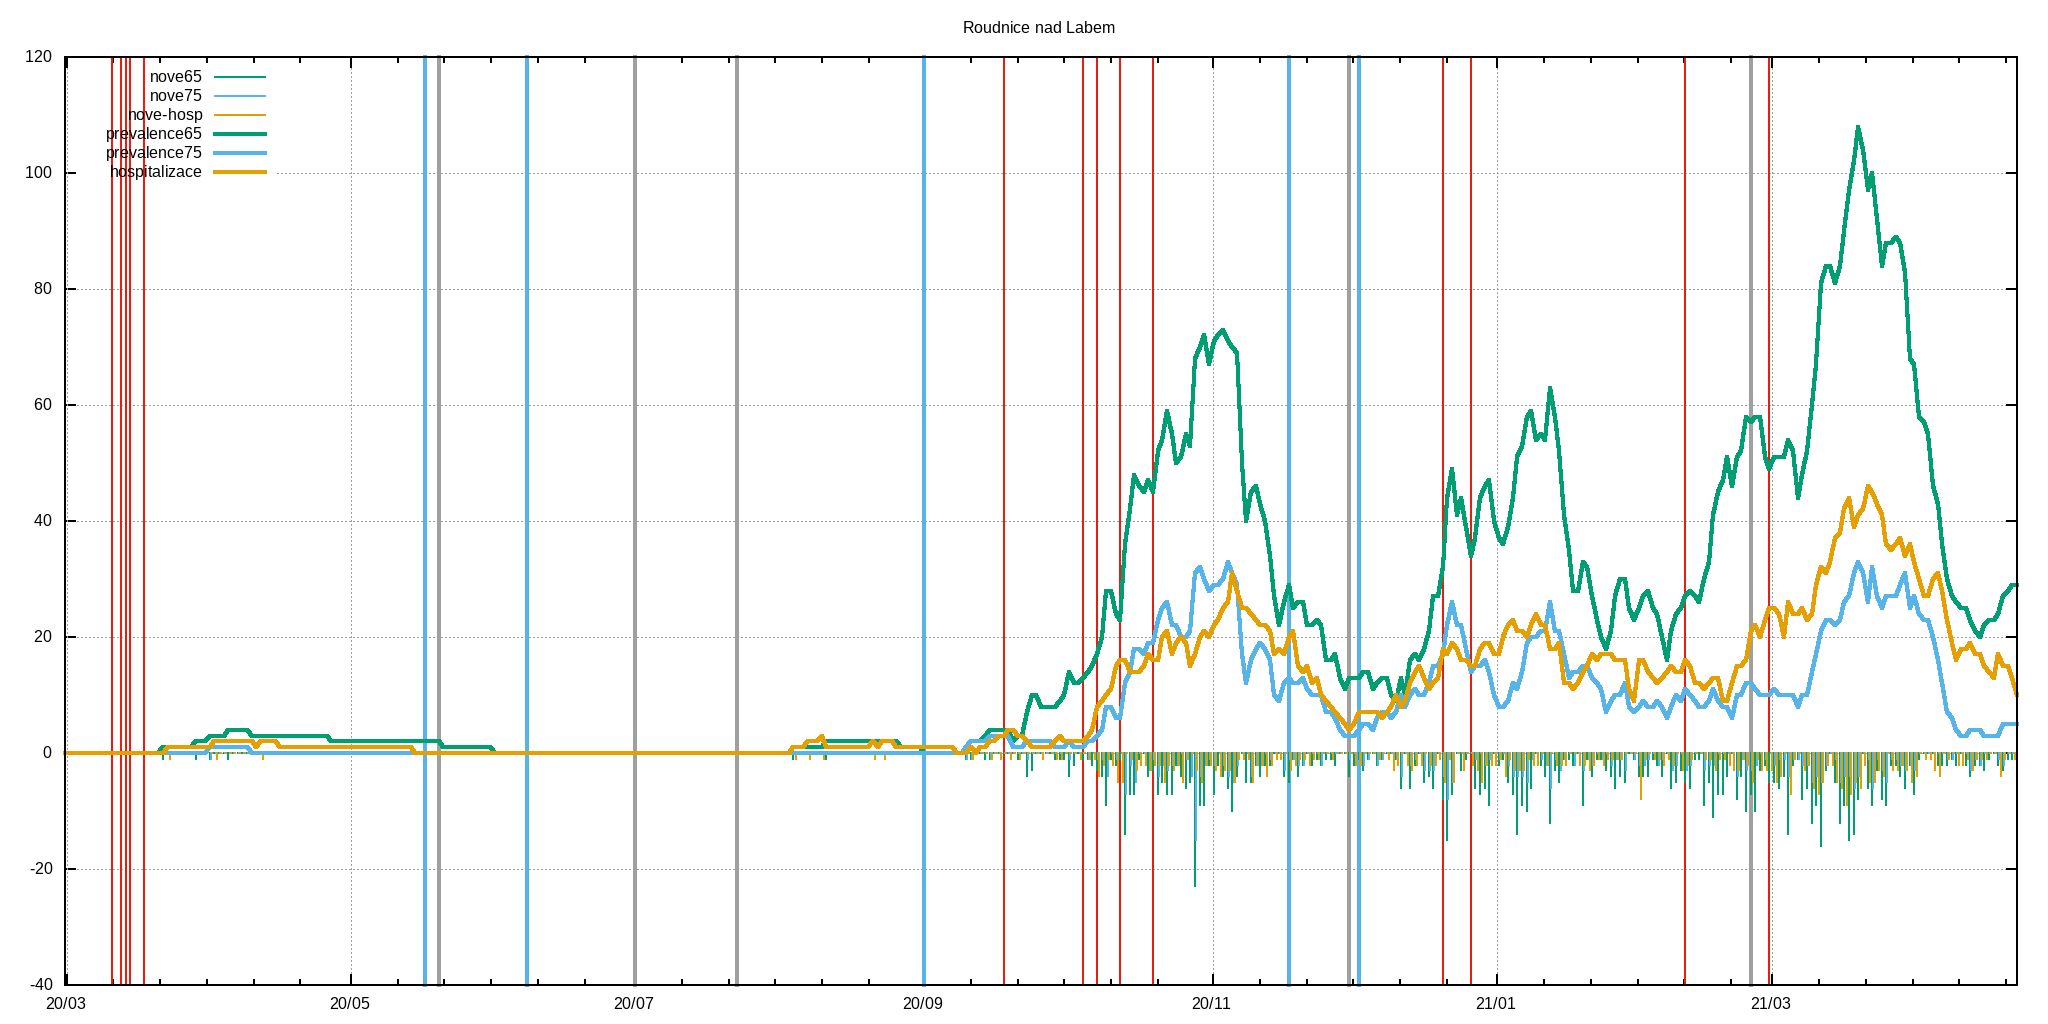 Roudnice nad Labem
120
100
80
60
40
20
0
-20
-40
nove65
nove75
nove-hosp
prevalence65
prevalence75
hospitalizace
20/03 20/05 20/07 20/09 20/11 21/01 21/03